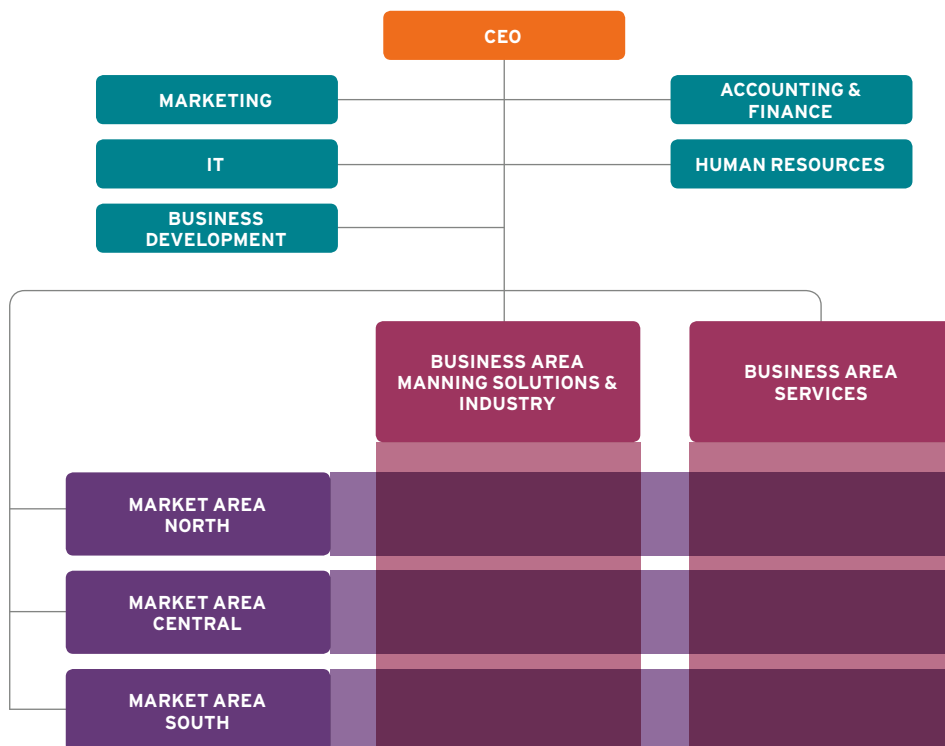 CEO
MARKETING
ACCOUNTING &
FINANCE
IT
HUMAN RESOURCES
BUSINESS
DEVELOPMENT
BUSINESS AREA
MANNING SOLUTIONS &
INDUSTRY
BUSINESS AREA
SERVICES
MARKET AREA
NORTH
MARKET AREA
CENTRAL
MARKET AREA
SOUTH